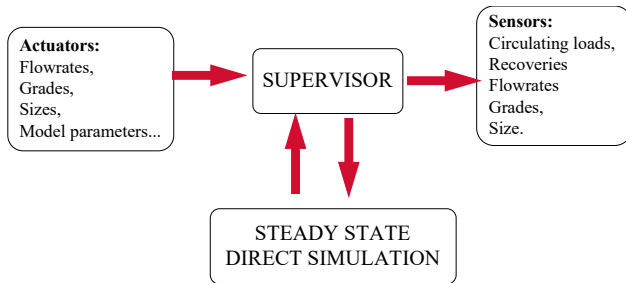 Actuators:
Flowrates,
Grades,
Sizes,
Model parameters...
SUPERVISOR
Sensors:
Circulating loads,
Recoveries
Flowrates
Grades,
Size.
STEADY STATE
DIRECT SIMULATION